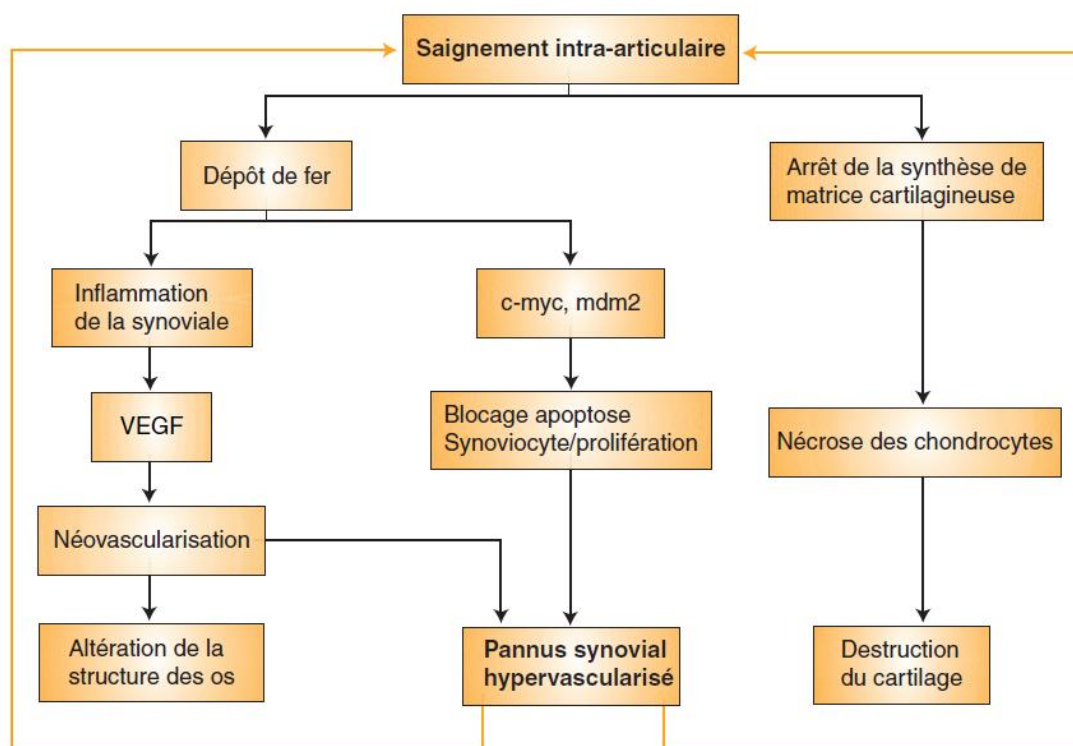 Saignement intra-articulaire
Dépôt de fer
Arrêt de la synthèse de
matrice cartilagineuse
Inflammation
de la synoviale
c-myc, mdm2
VEGF
Blocage apoptose
Synoviocyte/prolifération
Nécrose des chondrocytes
Néovascularisation
Altération de la
structure des os
Pannus synovial
hypervascularisé
Destruction
du cartilage